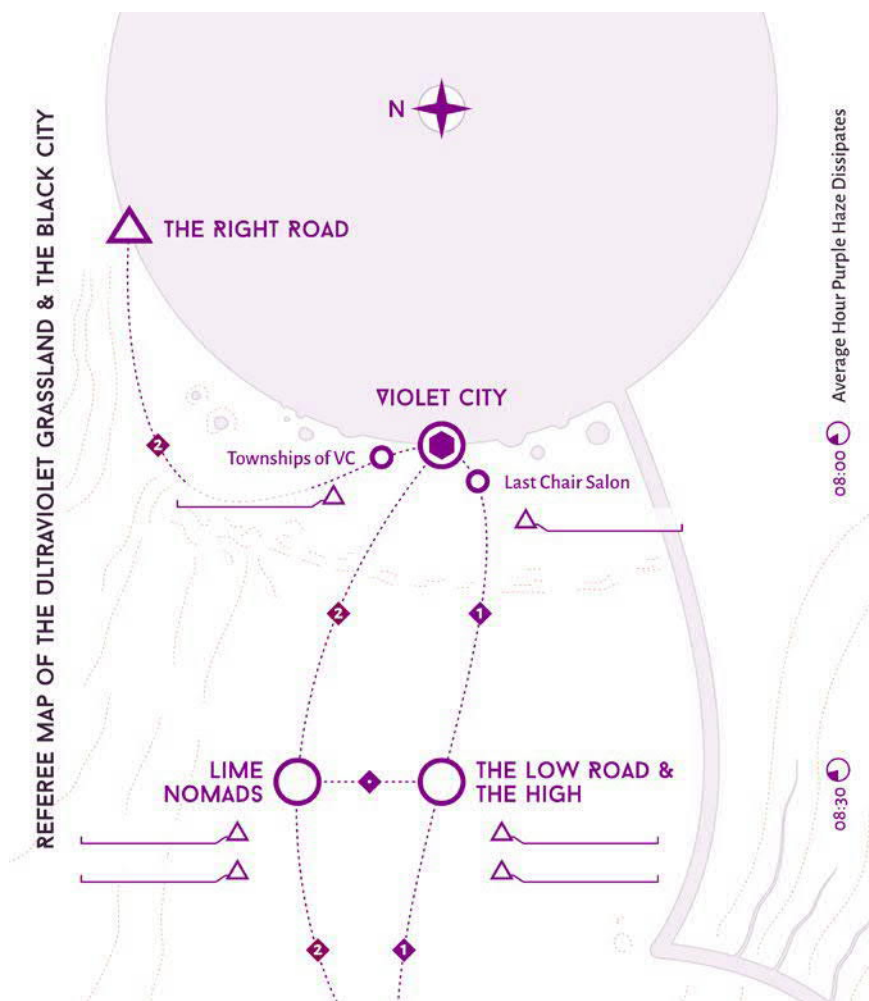 REFEREE MAP OF THE ULTRAVIOLET GRASSLAND & THE BLACK CITY
N
Average Hour Purple Haze Dissipates
THE RIGHT ROAD
VIOLET CITY
2
Townships of VC
Last Chair Salon
08:00
2
1
LIME
NOMADS
THE LOW ROAD &
THE HIGH
08:30
2
1